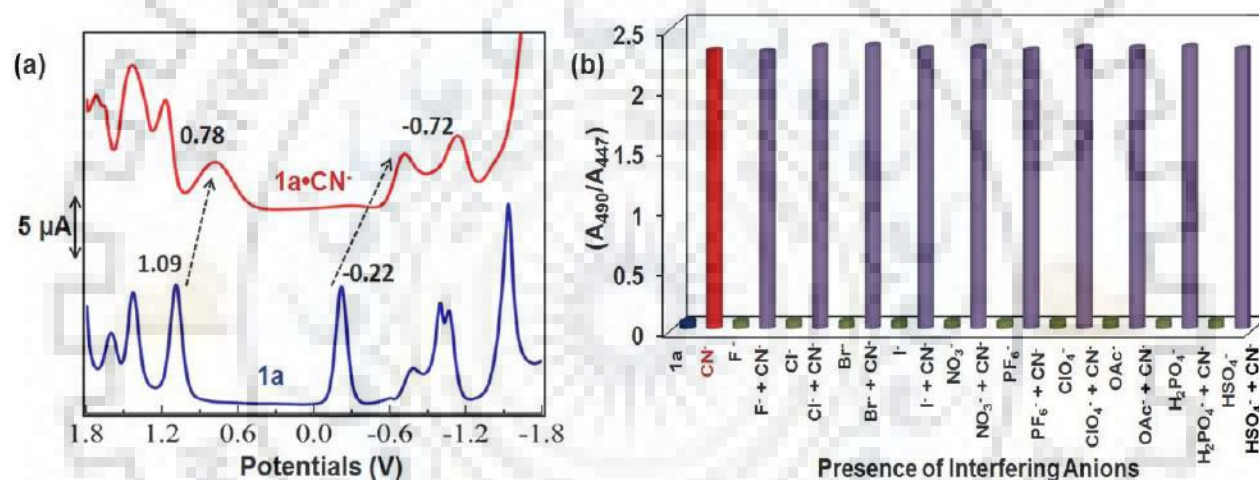 (a)
0.78
-0.72
1a•CN⁻
5 µA
1.09
-0.22
1a
1.8 1.2 0.6 0.0 -0.6 -1.2 -1.8
Potentials (V)
(b)
(A490/A447)
2.5
2
1.5
1
0.5
0
1a
CN⁻
F⁻
F⁻ + CN⁻
Cl⁻
Cl⁻ + CN⁻
Br⁻
Br⁻ + CN⁻
I⁻
I⁻ + CN⁻
NO₃⁻
NO₃⁻ + CN⁻
PF₆⁻
PF₆⁻ + CN⁻
ClO₄⁻
ClO₄⁻ + CN⁻
OAc⁻
OAc⁻ + CN⁻
H₂PO₄⁻
H₂PO₄⁻ + CN⁻
HSO₄⁻
HSO₄⁻ + CN⁻
Presence of Interfering Anions